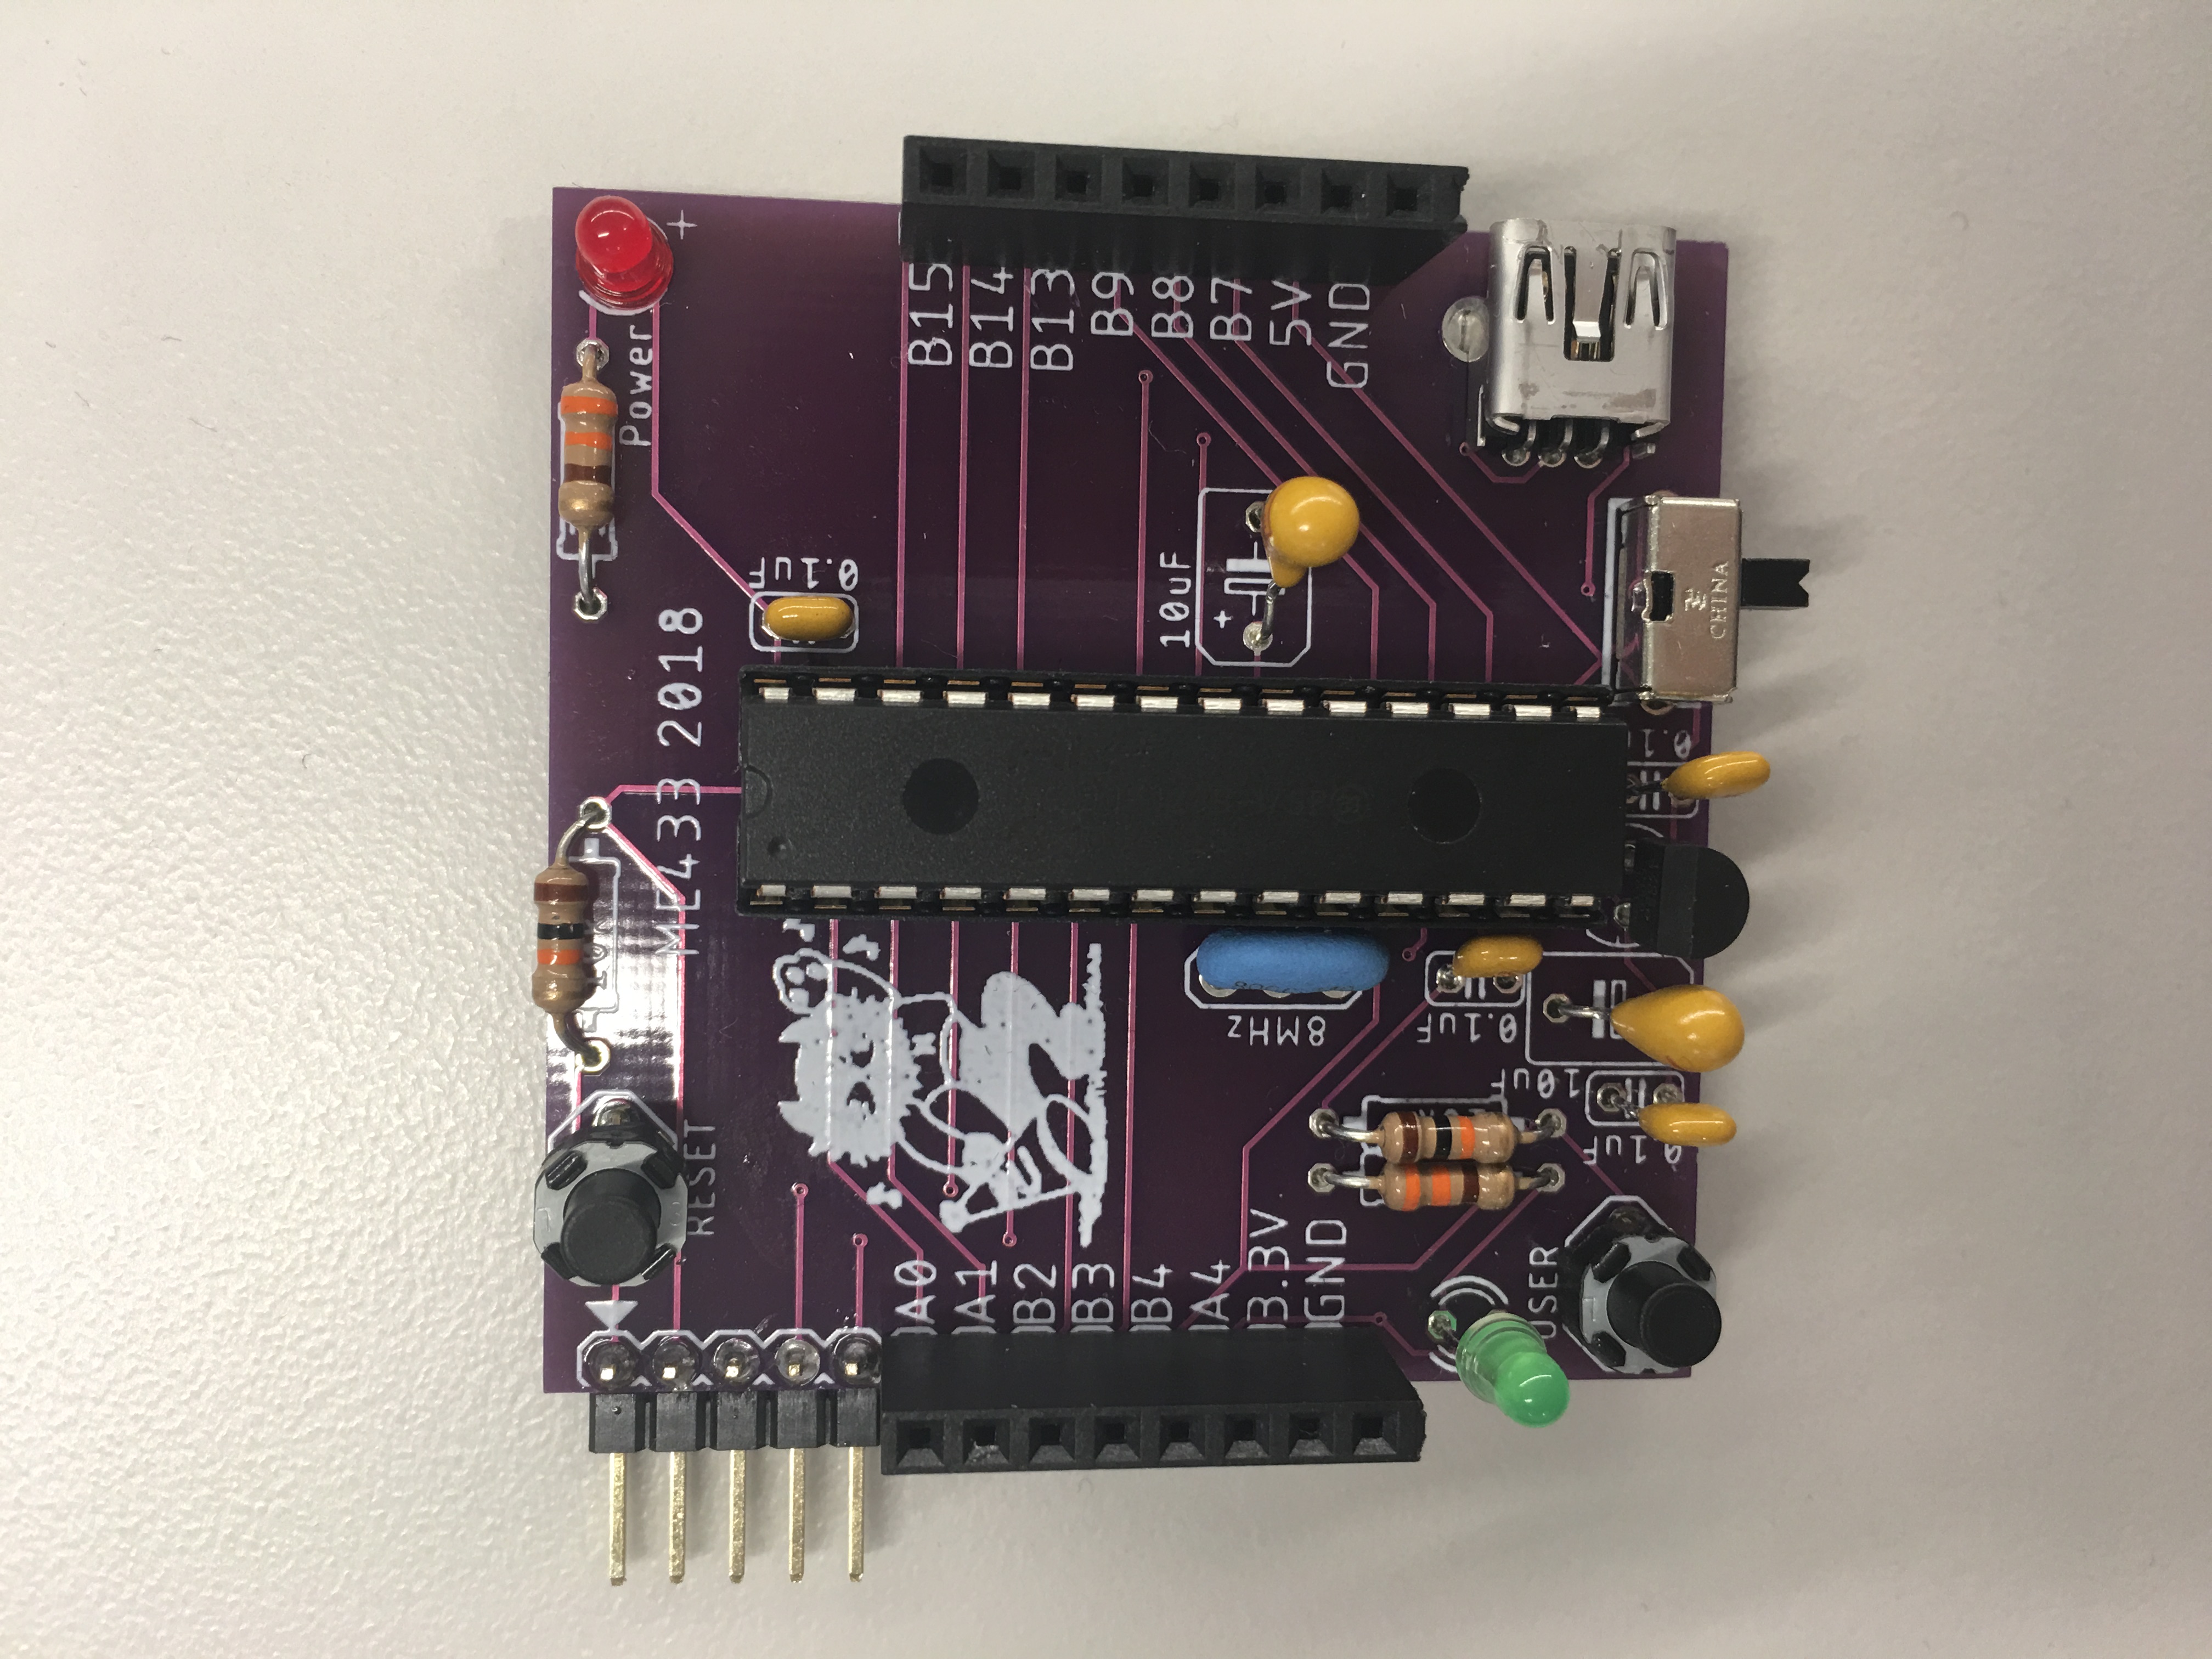 Power
RESET
ME433 2018
+
0.1uF
A0
A1
B2
B3
B4
A4
3.3V
GND
B15
B14
B13
B9
B8
B7
5V
GND
10uF
+
8MHz
0.1uF
USER
10uF
0.1uF
CHINA